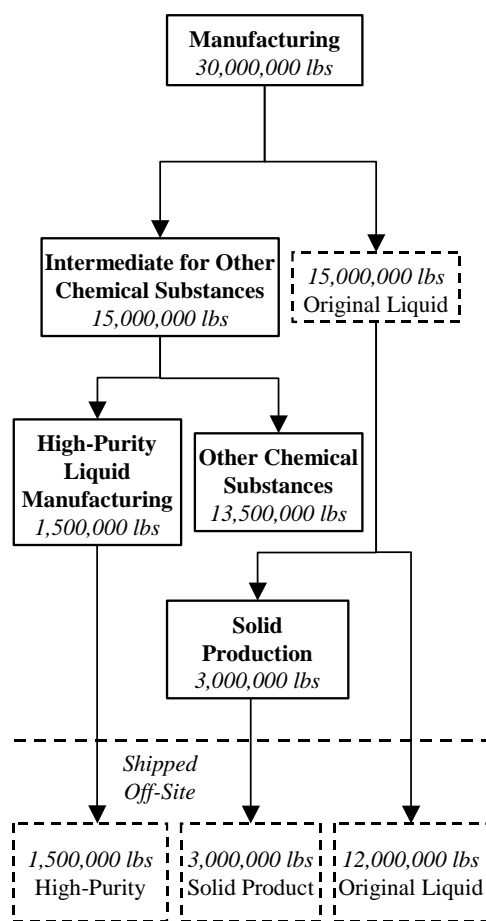 Manufacturing
30,000,000 lbs
Intermediate for Other
Chemical Substances
15,000,000 lbs
15,000,000 lbs
Original Liquid
High-Purity
Liquid
Manufacturing
1,500,000 lbs
Other Chemical
Substances
13,500,000 lbs
Solid
Production
3,000,000 lbs
Shipped
Off-Site
1,500,000 lbs
High-Purity
3,000,000 lbs
Solid Product
12,000,000 lbs
Original Liquid